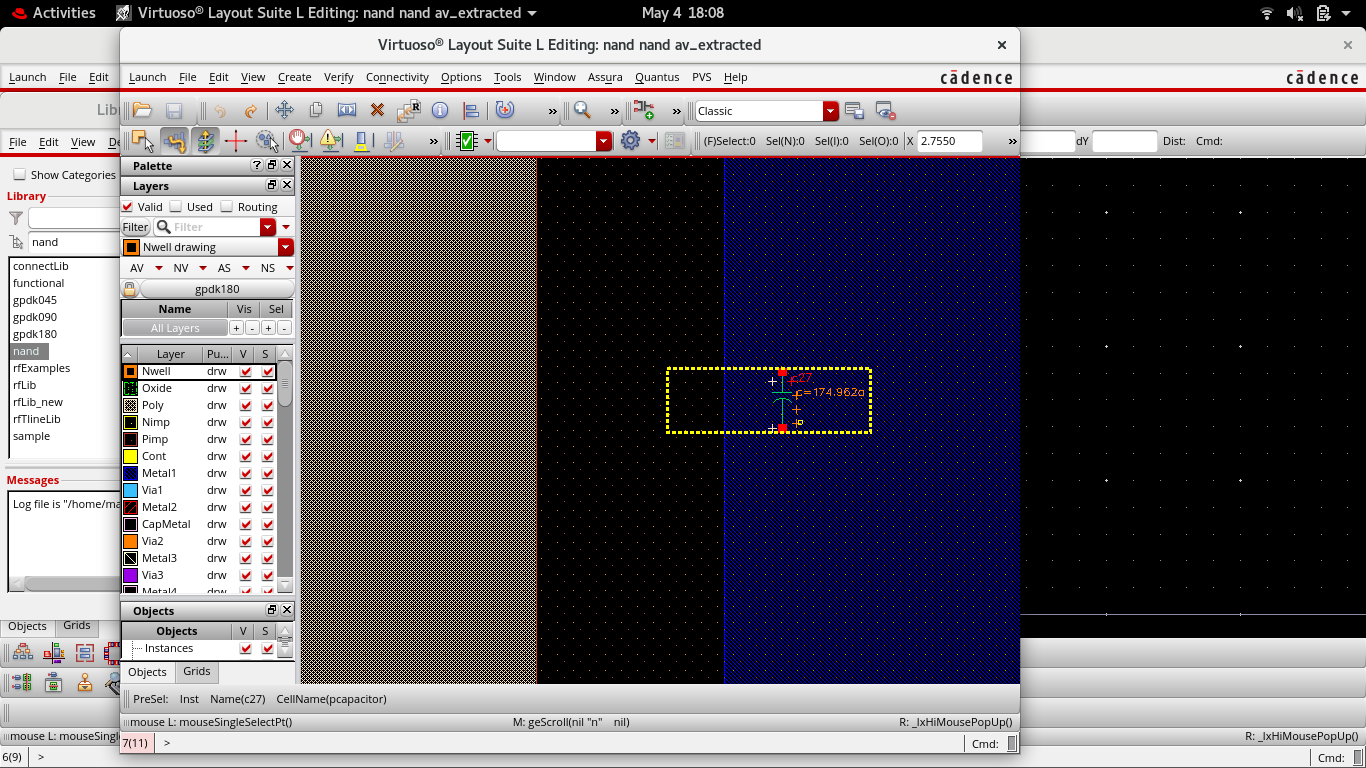 Activities
Virtuoso® Layout Suite L Editing: nand nand av_extracted
May 4 18:08
Virtuoso® Layout Suite L Editing: nand nand av_extracted
Launch File Edit
Launch File Edit View Create Verify Connectivity Options Tools Window Assura Quantus PVS Help
cādence
cādence
Classic
(F)Select:0 Sel(N):0 Sel(I):0 Sel(O):0 X 2.7550
dY
Dist: Cmd:
File Edit View
Show Categories
Library
nand
connectLib
functional
gpdk045
gpdk090
gpdk180
nand
rfExamples
rfLib
rfLib_new
rfTlineLib
sample
Messages
Log file is "/home/ma
Objects Grids
Palette
Layers
Valid Used Routing
Filter
Filter
Nwell drawing
AV NV AS NS
gpdk180
Name Vis Sel
All Layers + - + -
Layer Pu... V S
Nwell drw
Oxide drw
Poly drw
Nimp drw
Pimp drw
Cont drw
Metal1 drw
Via1 drw
Metal2 drw
CapMetal drw
Via2 drw
Metal3 drw
Via3 drw
Metal4 drw
Objects
Objects V S
Instances
Objects Grids
c27
c=174.962a
PreSel: Inst Name(c27) CellName(pcapacitor)
mouse L: mouseSingleSelectPt()
M: geScroll(nil "n" nil)
R: _lxHiMousePopUp()
7(11) >
Cmd:
mouse L: mouseSingl
R: _lxHiMousePopUp()
6(9) >
Cmd: